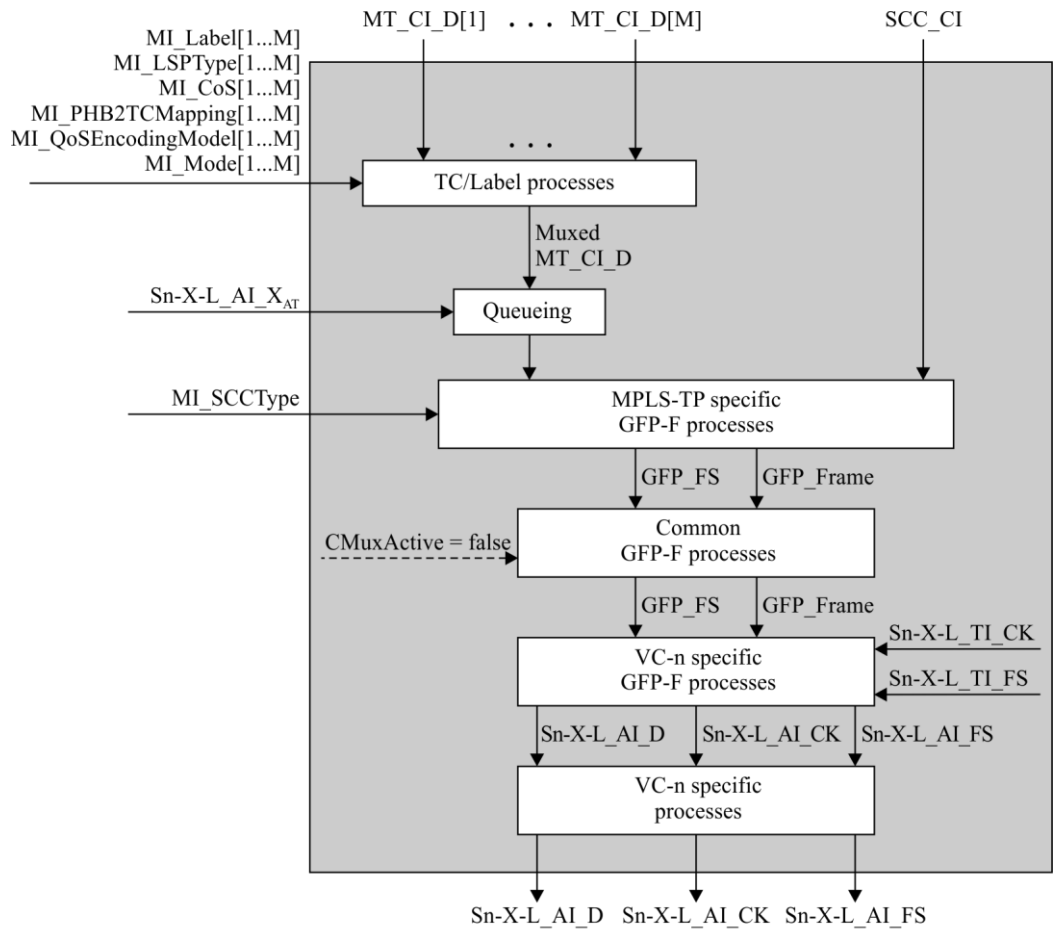 MT_CI_D[1] . . . MT_CI_D[M] SCC_CI
MI_Label[1...M]
MI_LSPType[1...M]
MI_CoS[1...M]
MI_PHB2TCMapping[1...M]
MI_QoSEncodingModel[1...M]
MI_Mode[1...M]
. . .
TC/Label processes
Muxed
MT_CI_D
Sn-X-L_AI_X_AT
Queueing
MI_SCCType
MPLS-TP specific
GFP-F processes
GFP_FS GFP_Frame
CMuxActive = false
Common
GFP-F processes
GFP_FS GFP_Frame
VC-n specific
GFP-F processes
Sn-X-L_TI_CK
Sn-X-L_TI_FS
Sn-X-L_AI_D Sn-X-L_AI_CK Sn-X-L_AI_FS
VC-n specific
processes
Sn-X-L_AI_D Sn-X-L_AI_CK Sn-X-L_AI_FS